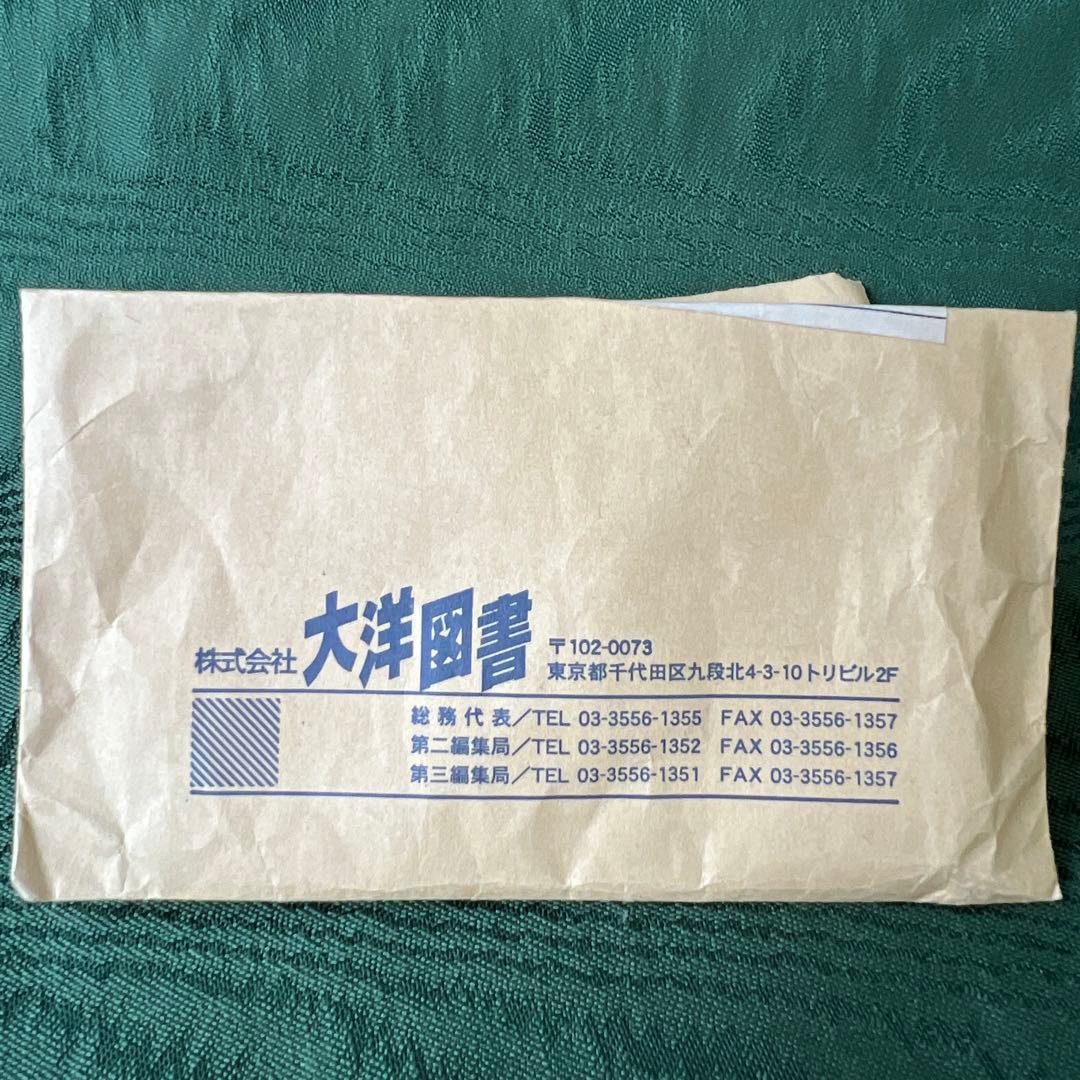 株式会社 大洋図書 〒102-0073
東京都千代田区九段北4-3-10トリビル2F
総務代表/TEL 03-3556-1355 FAX 03-3556-1357
第二編集局/TEL 03-3556-1352 FAX 03-3556-1356
第三編集局/TEL 03-3556-1351 FAX 03-3556-1357